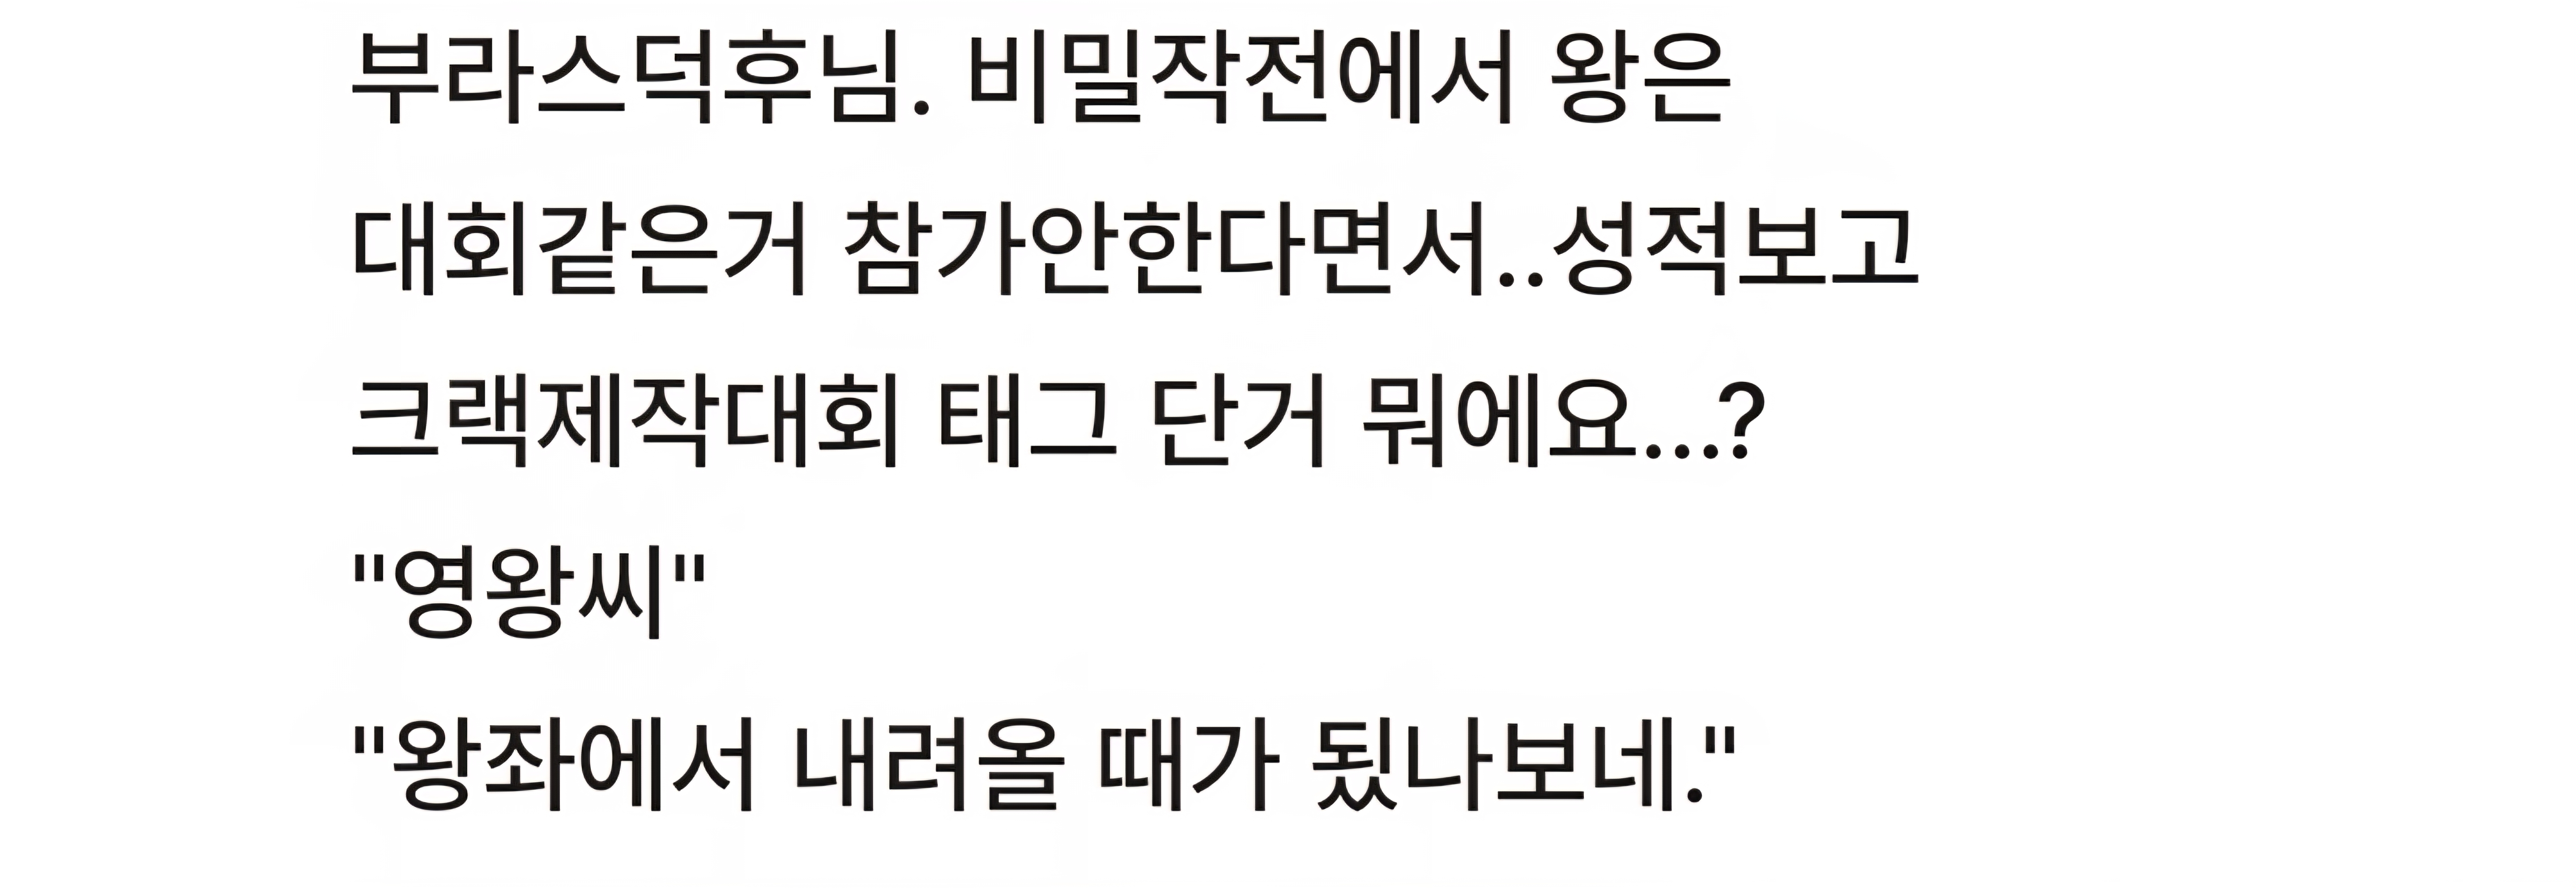 부라스덕후님. 비밀작전에서 왕은
대회같은거 참가안한다면서..성적보고
크랙제작대회 태그 단거 뭐에요...?
"영왕씨"
"왕좌에서 내려올 때가 됬나보네."